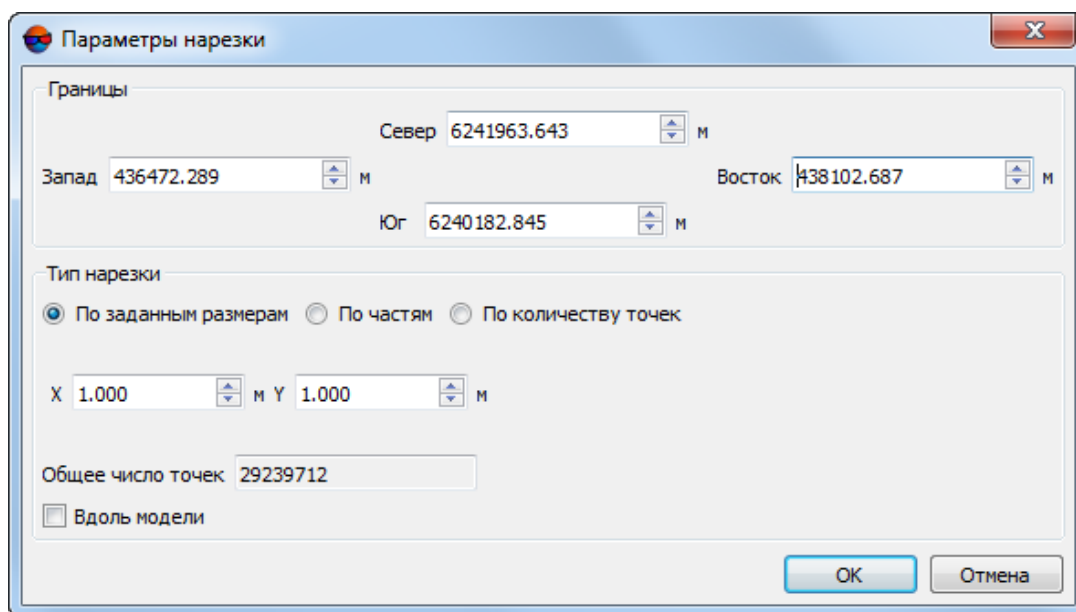 Параметры нарезки
Границы
Север 6241963.643 м
Запад 436472.289 м Восток 438102.687 м
Юг 6240182.845 м
Тип нарезки
По заданным размерам По частям По количеству точек
X 1.000 м Y 1.000 м
Общее число точек 29239712
Вдоль модели
OK Отмена